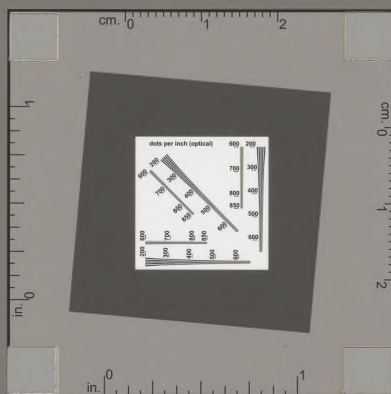 cm. 0 1 2
dots per inch (optical)
600 200
700 300
800 400
850 500
600
200 300 400 500 600
600 700 800 850
600 700 800 850
200 300 400 500 600
1
0
in.
cm. 0
1
2
in. 0 1